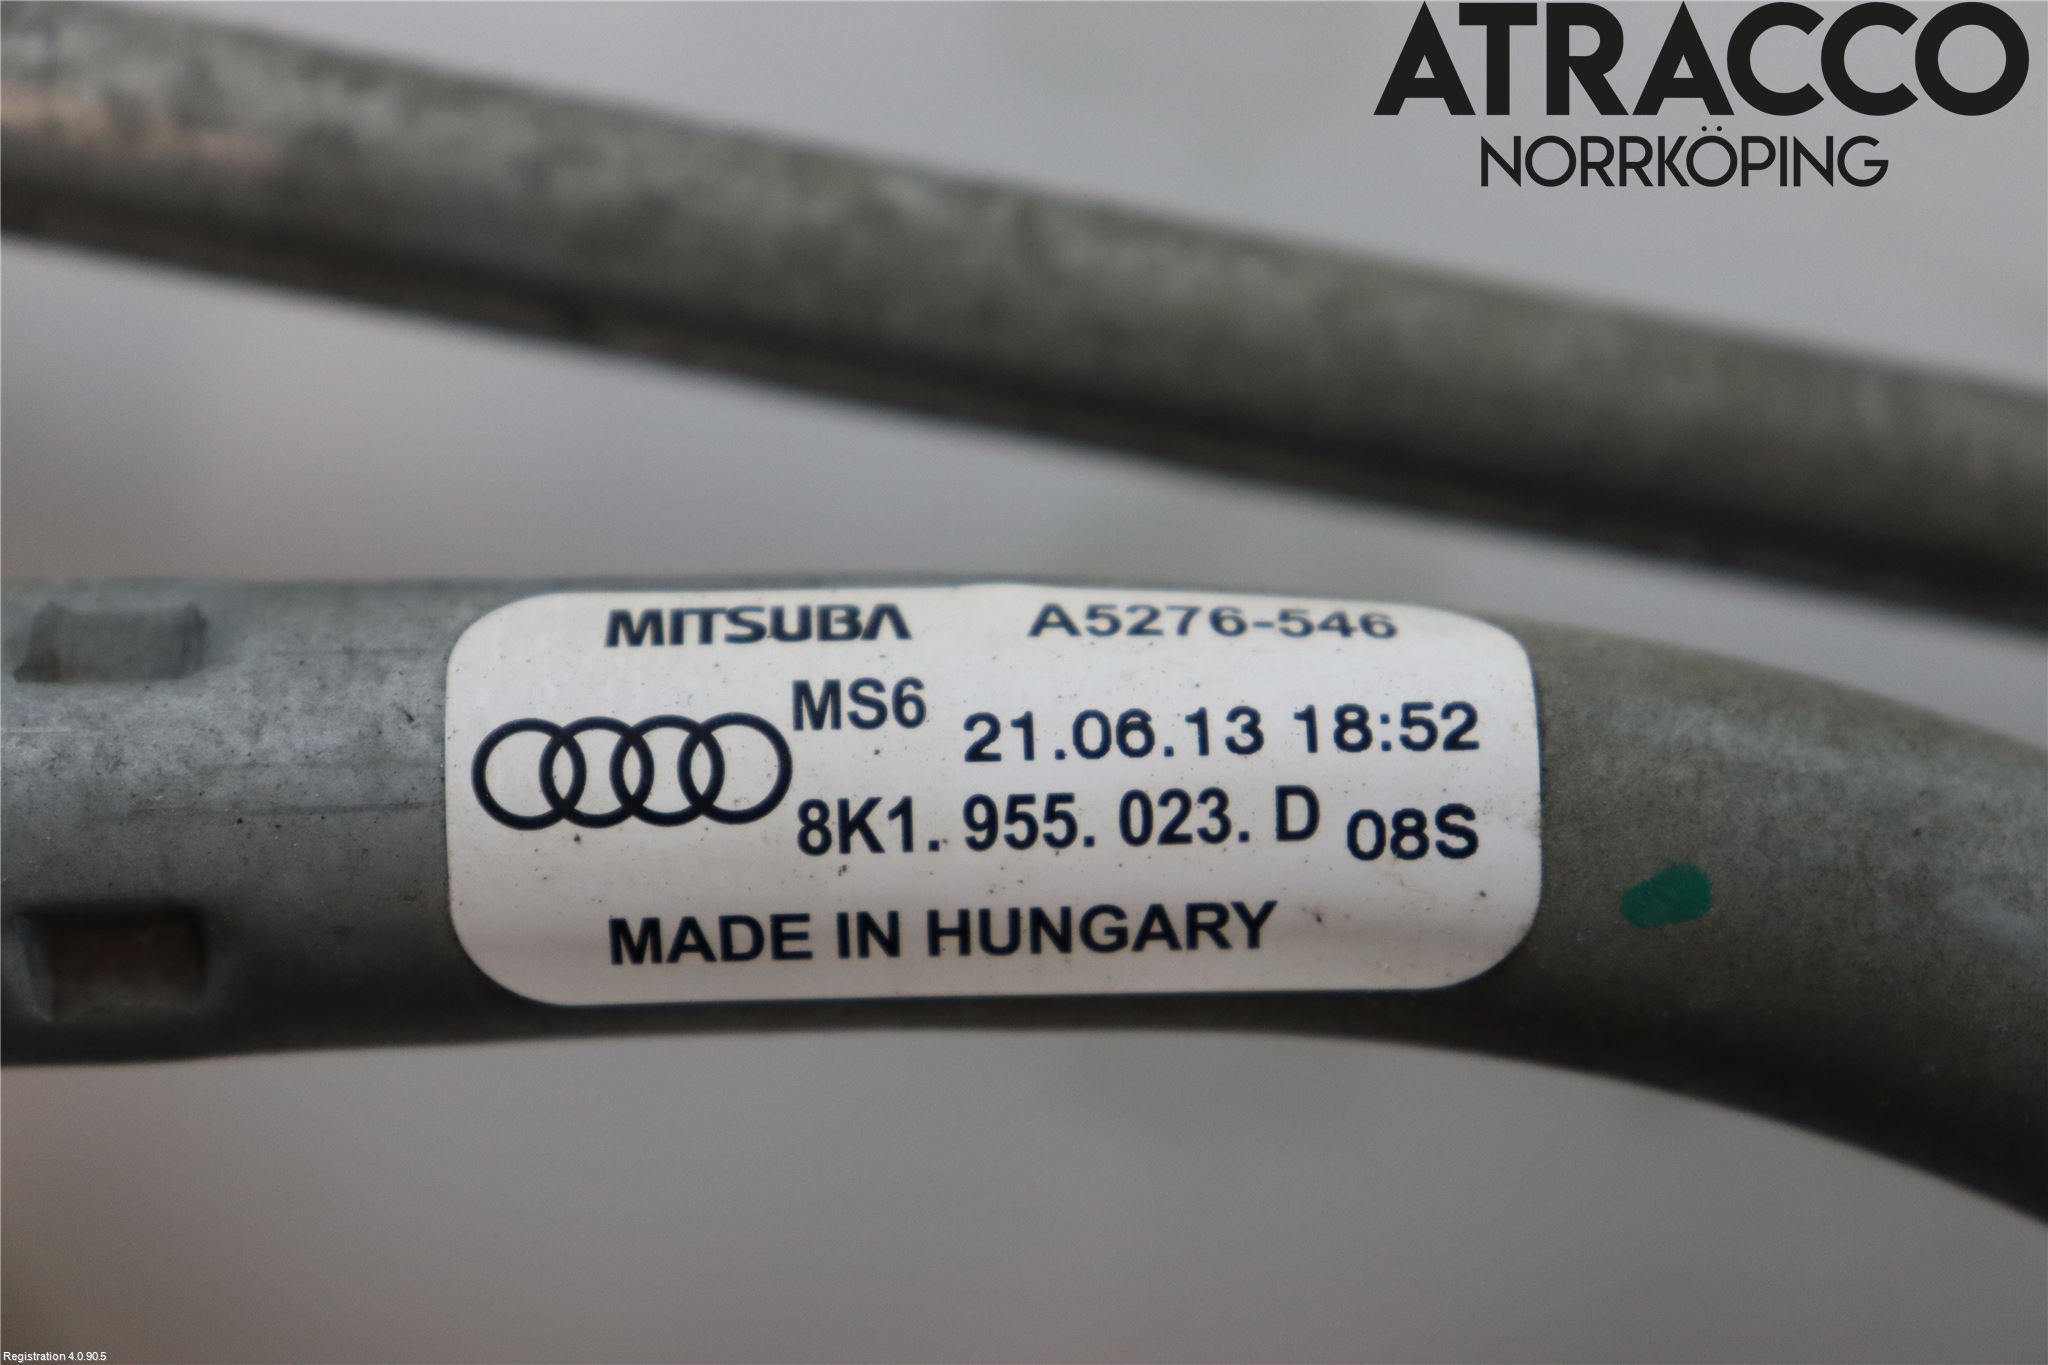 ATRACCO
NORRKÖPING
MITSUBA A5276-546
MS6 21.06.13 18:52
8K1. 955. 023. D 08S
MADE IN HUNGARY
Registration 4.0.90.5